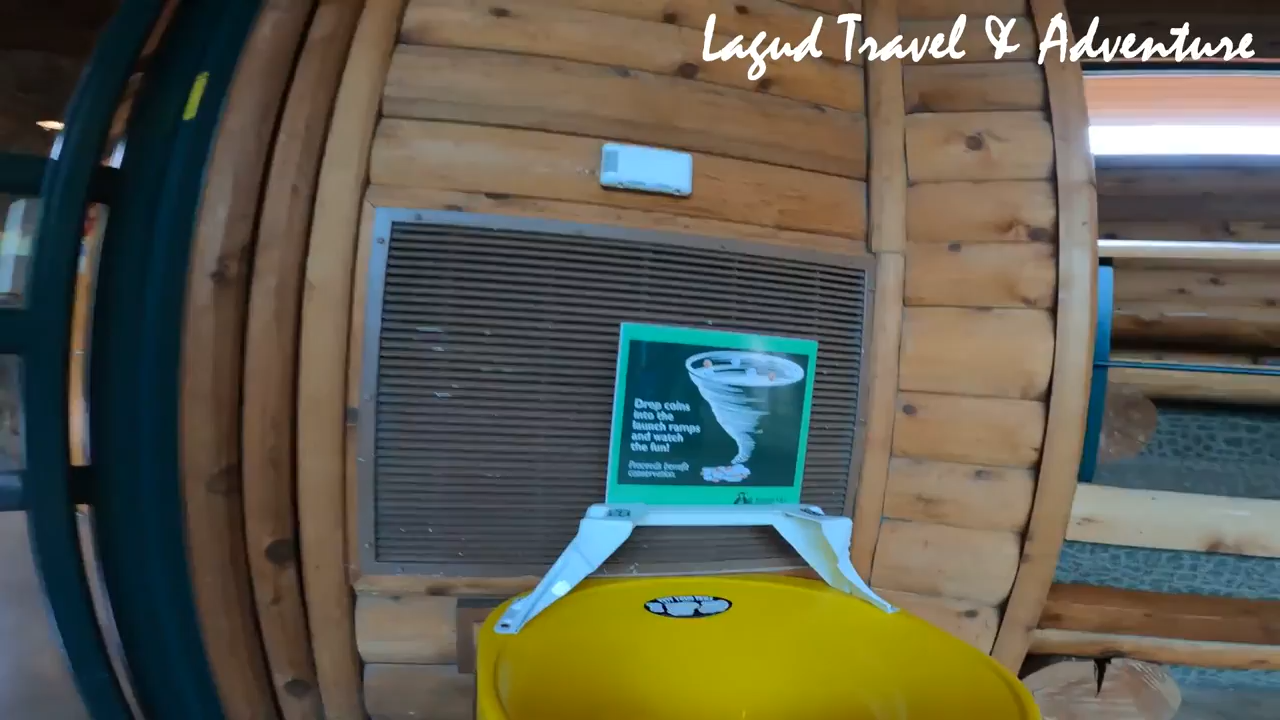 Lagud Travel & Adventure
Drop coins
into the
launch ramps
and watch
the fun!
Proceeds benefit
conservation.